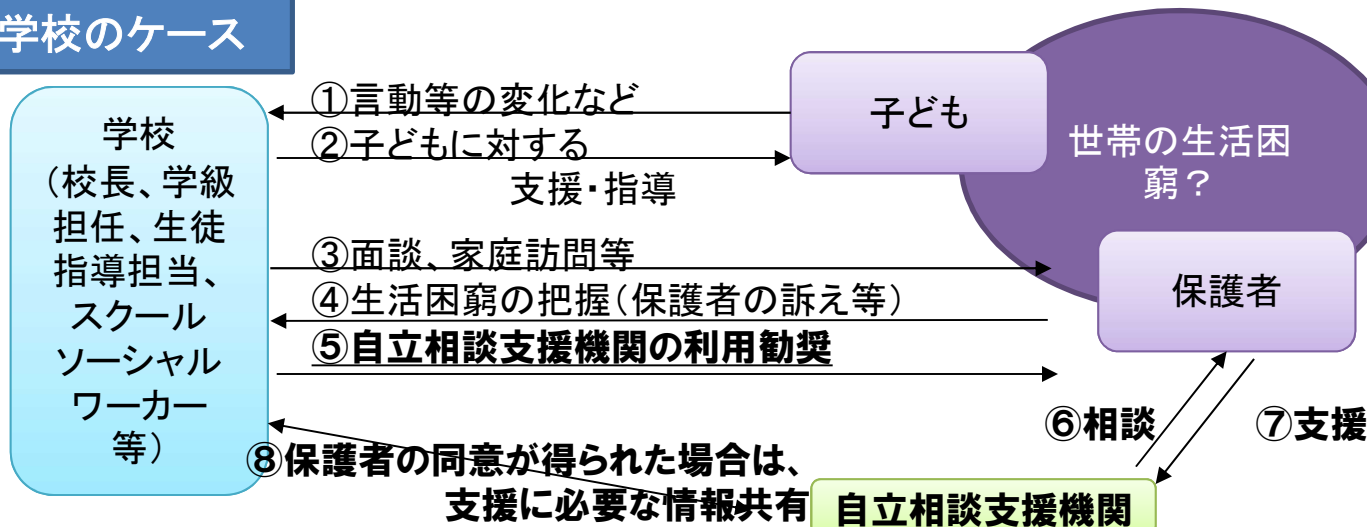 学校のケース
学校
（校長、学級
担任、生徒
指導担当、
スクール
ソーシャル
ワーカー
等）
①言動等の変化など
②子どもに対する
支援・指導
子ども
世帯の生活困
窮？
③面談、家庭訪問等
④生活困窮の把握（保護者の訴え等）
⑤自立相談支援機関の利用勧奨
保護者
⑥相談
⑦支援
⑧保護者の同意が得られた場合は、
支援に必要な情報共有
自立相談支援機関